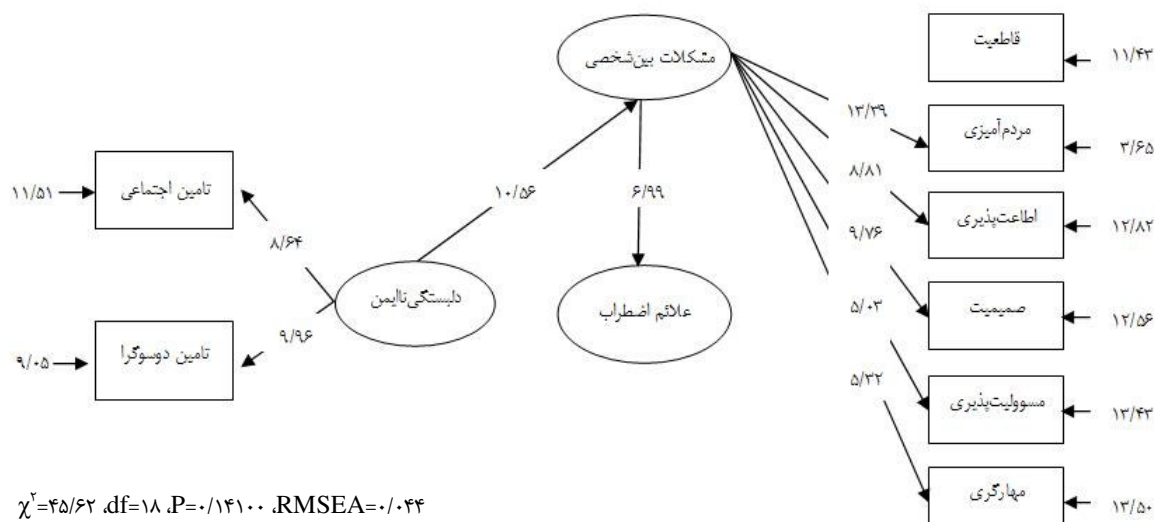 قاطعیت
۱۱/۴۳
مشکلات بین‌شخصی
۱۳/۳۹
مردم‌آمیزی
۳/۶۵
تامین اجتماعی
۱۱/۵۱
۱۰/۵۶
۶/۹۹
۸/۸۱
اطاعت‌پذیری
۱۲/۸۲
۸/۶۴
۹/۷۶
دلبستگی‌ناایمن
علائم اضطراب
۵/۰۳
صمیمیت
۱۲/۵۶
تامین دوسوگرا
۹/۰۵
۹/۹۶
۵/۳۲
مسوولیت‌پذیری
۱۳/۴۳
مهارگری
۱۳/۵۰
χ۲=۴۵/۶۲ ،df=۱۸ ،P=۰/۱۴۱۰۰ ،RMSEA=۰/۰۴۴